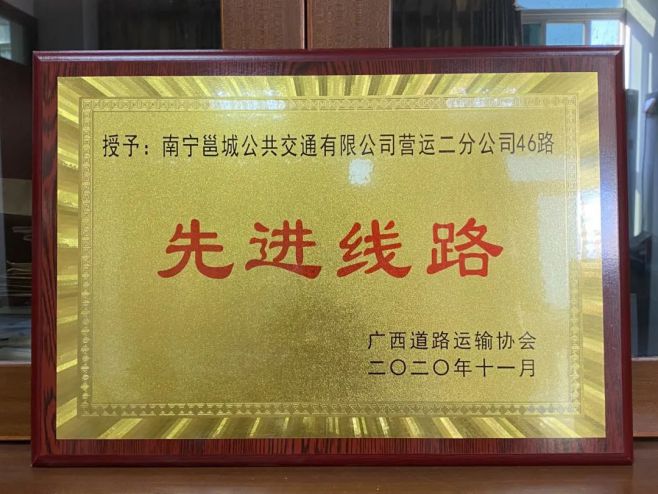 授予：南宁邕城公共交通有限公司营运二分公司46路
先进线路
广西道路运输协会
二〇二〇年十一月